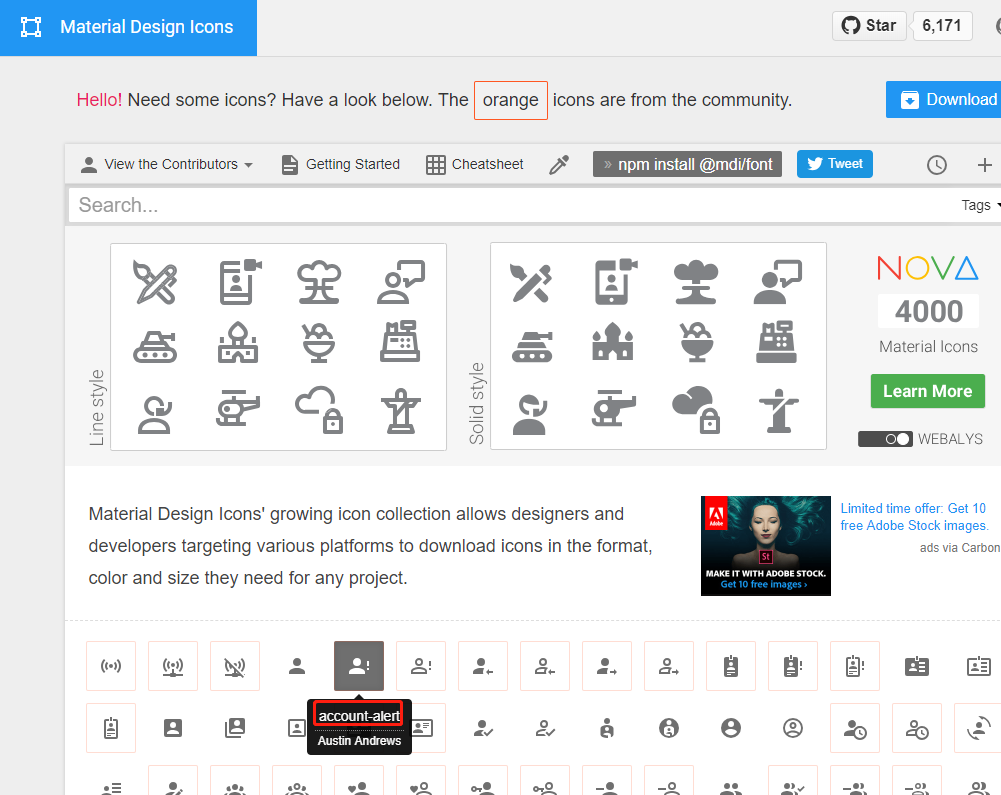 Material Design Icons
Star 6,171
Hello! Need some icons? Have a look below. The orange icons are from the community.
Download
View the Contributors Getting Started Cheatsheet » npm install @mdi/font Tweet
Search... Tags
Line style
Solid style
NOVA
4000
Material Icons
Learn More
WEBALYS
Material Design Icons' growing icon collection allows designers and
developers targeting various platforms to download icons in the format,
color and size they need for any project.
Adobe
St
MAKE IT WITH ADOBE STOCK.
Get 10 free images ›
Limited time offer: Get 10
free Adobe Stock images.
ads via Carbon
account-alert
Austin Andrews